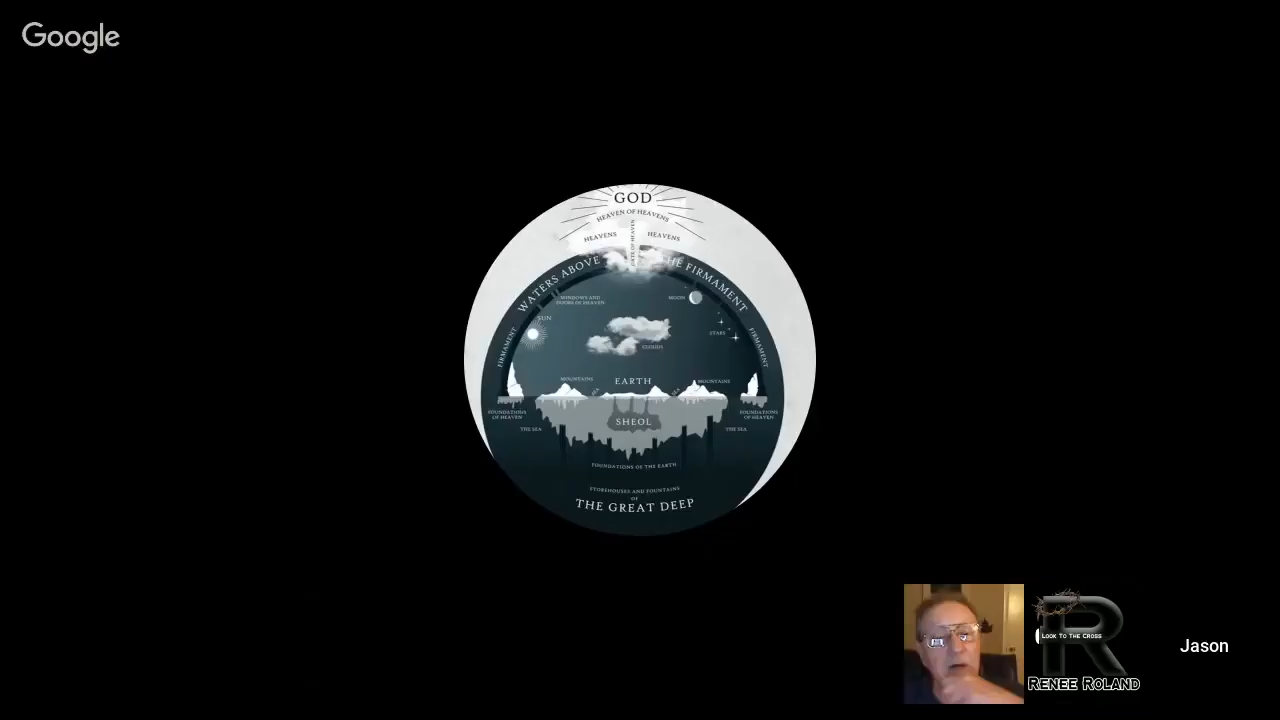 Google
GOD
HEAVEN OF HEAVENS
HEAVENS
HEAVENS
WATERS ABOVE
THE FIRMAMENT
WINDOWS AND
DOORS OF HEAVEN
MOON
SUN
STARS
FIRMAMENT
FIRMAMENT
CLOUDS
MOUNTAINS
EARTH
MOUNTAINS
SEA
SEA
FOUNDATIONS
OF HEAVEN
SHEOL
FOUNDATIONS
OF HEAVEN
THE SEA
THE SEA
FOUNDATIONS OF THE EARTH
STOREHOUSES AND FOUNTAINS
OF
THE GREAT DEEP
LOOK TO THE CROSS
RENEE ROLAND
Jason